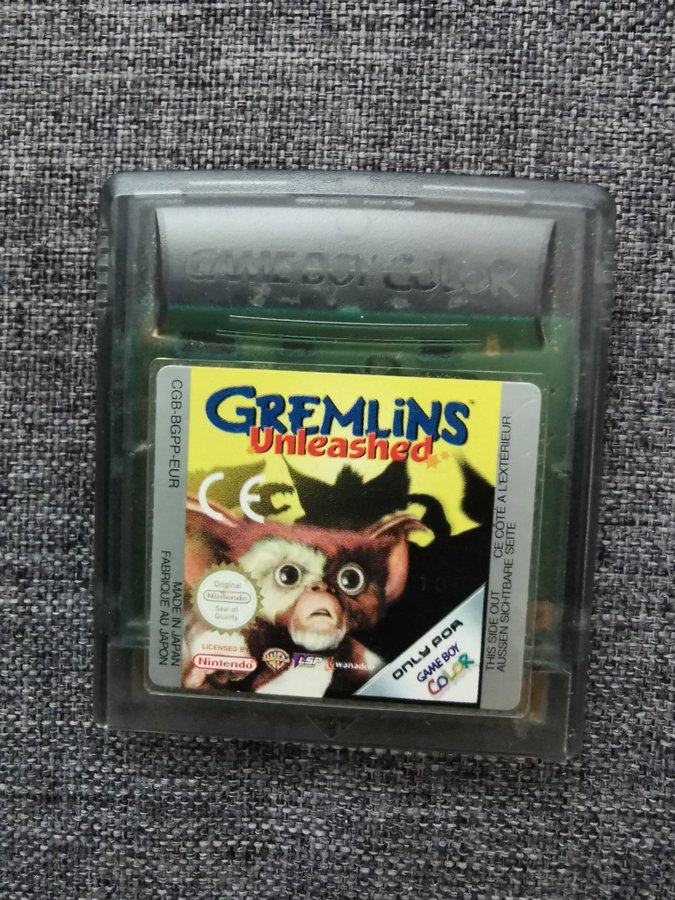 GAME BOY COLOR
CGB-BGPP-EUR
MADE IN JAPAN
FABRIQUE AU JAPON
GREMLiNS™
Unleashed
CE
Original
Nintendo
Seal of
Quality
LICENSED BY
Nintendo
WB
LSP
wanadoo
ONLY FOR
GAME BOY
COLOR
THIS SIDE OUT
CE CÔTÉ A L'EXTERIEUR
AUSSEN SICHTBARE SEITE